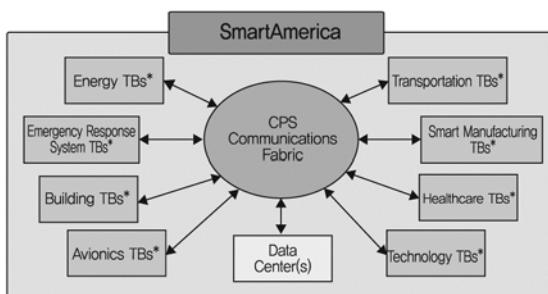 SmartAmerica
Energy TBs*
Transportation TBs*
CPS
Communications
Fabric
Emergency Response
System TBs*
Smart Manufacturing
TBs*
Building TBs*
Healthcare TBs*
Avionics TBs*
Data
Center(s)
Technology TBs*